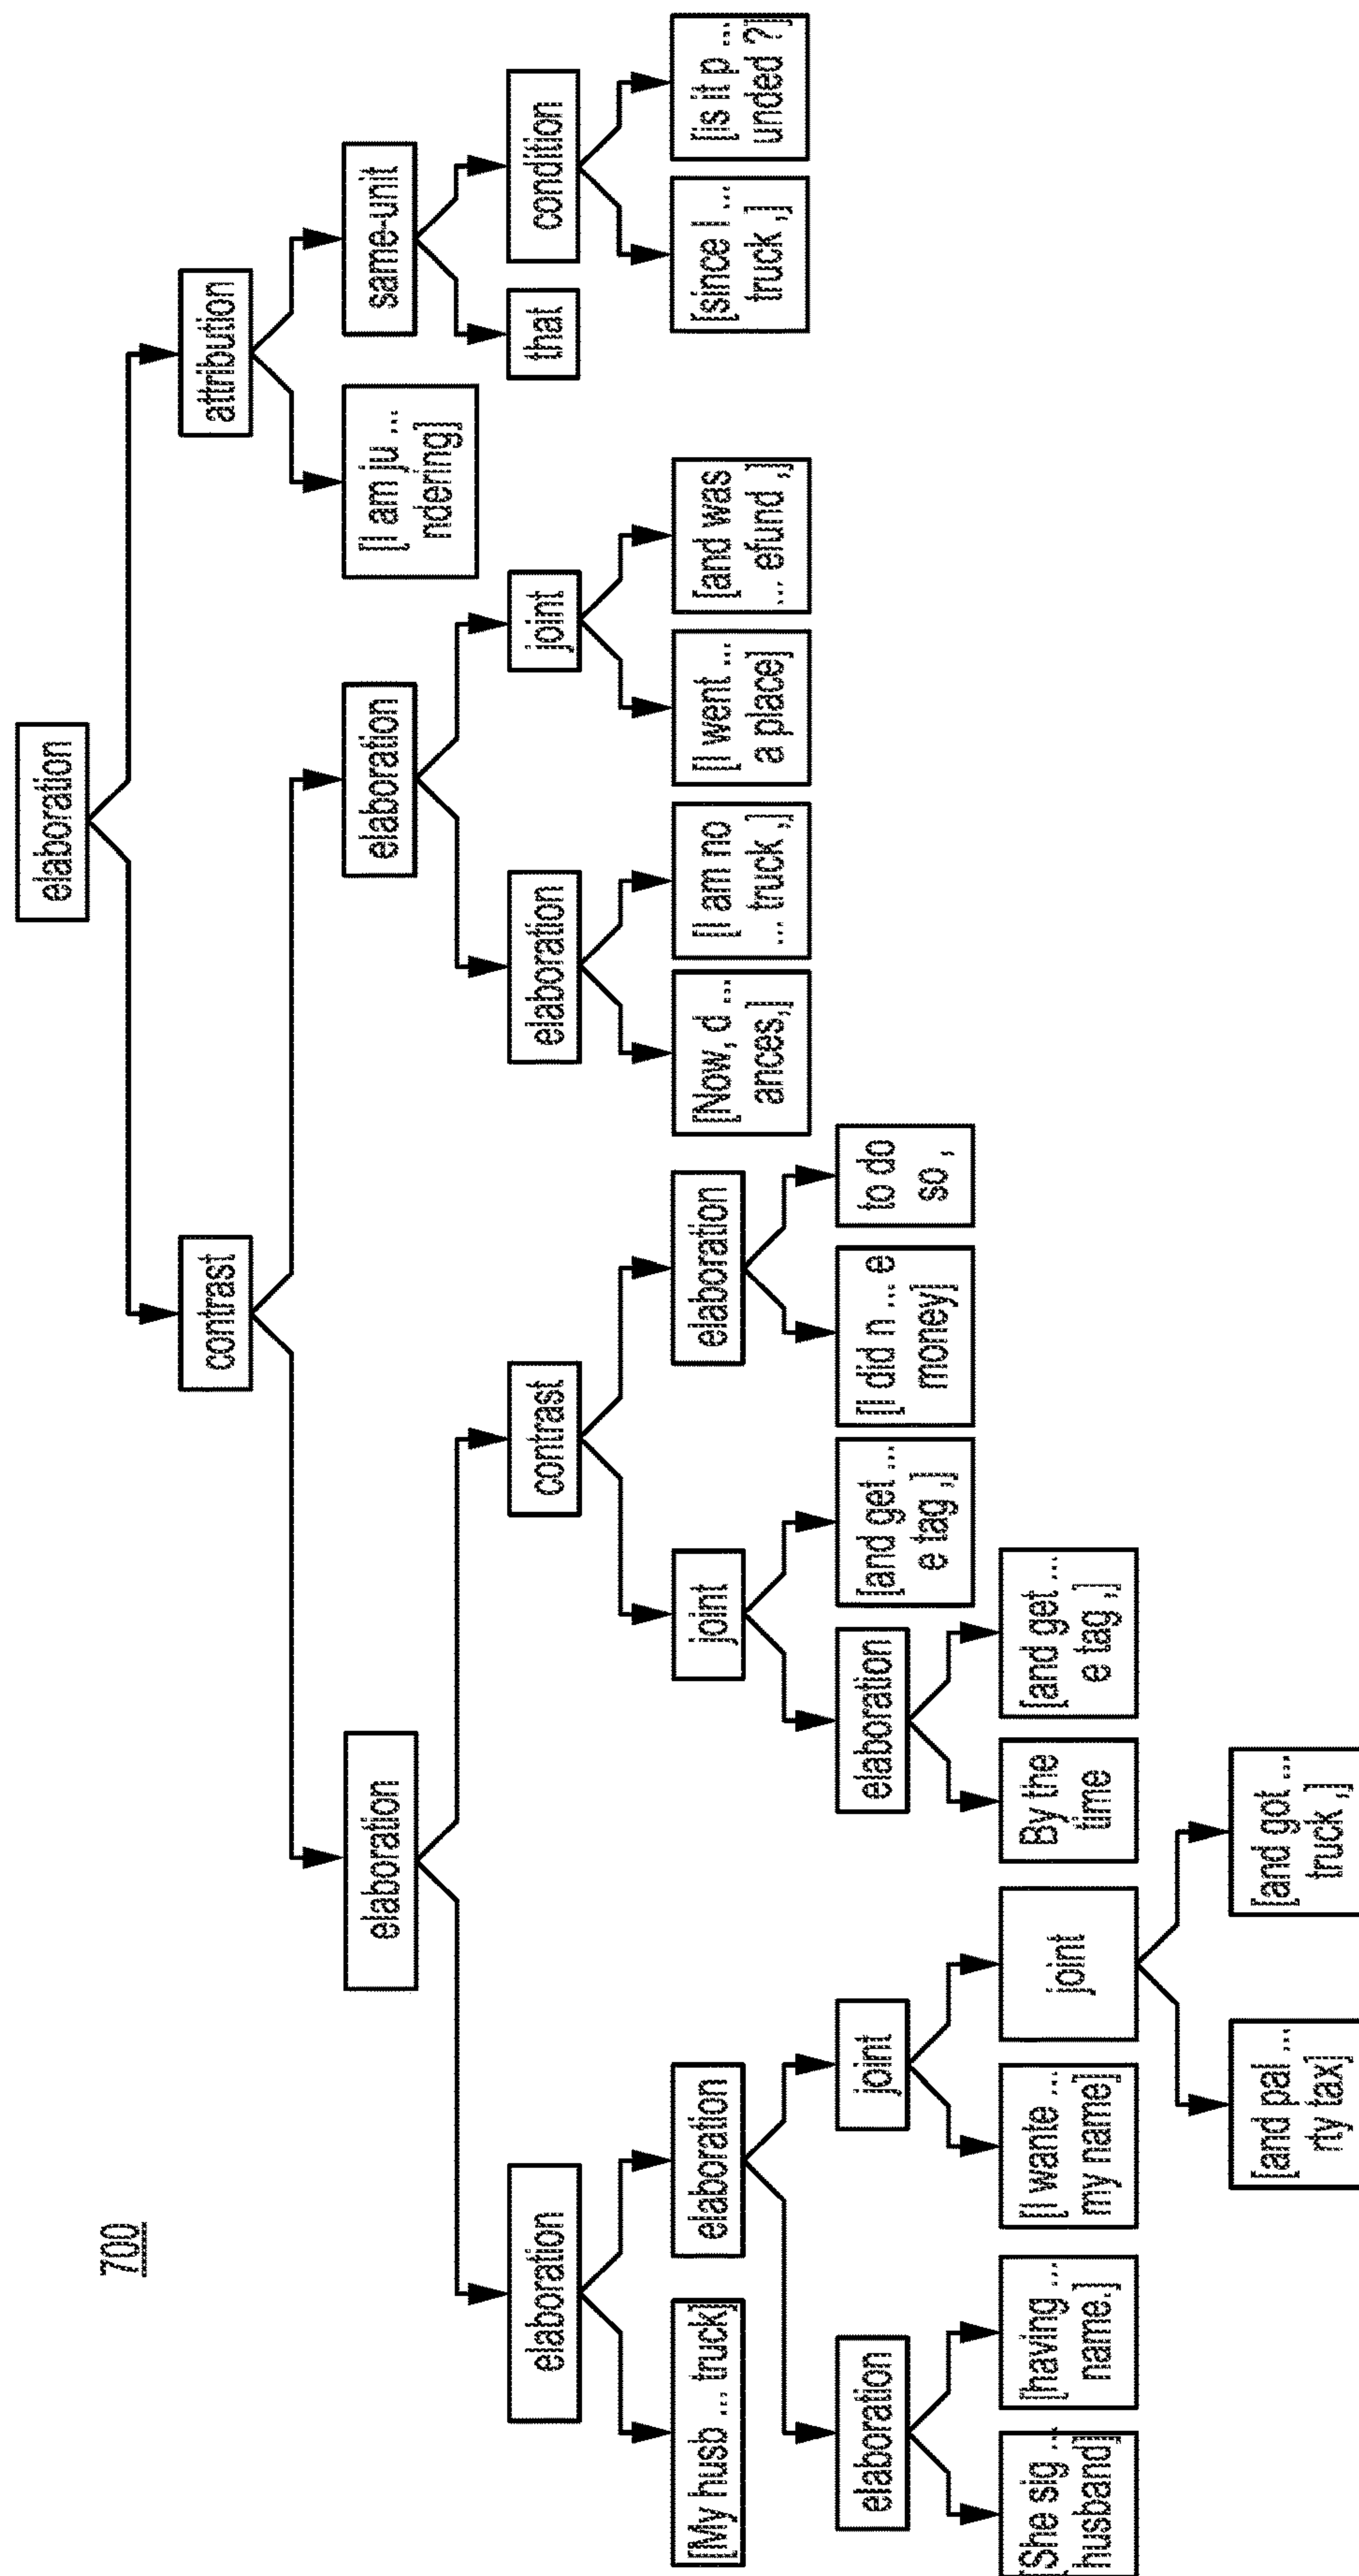 700
elaboration
contrast
attribution
elaboration
elaboration
[I am ju ...
ndering]
same-unit
elaboration
contrast
elaboration
joint
that
condition
[My husb ... truck]
elaboration
joint
elaboration
[Now, d ...
ances,]
[I am no
... truck ,]
[I went ...
a place]
[and was
... efund ,]
[since I ...
truck ,]
[is it p ...
unded ?]
elaboration
joint
elaboration
[and get ...
e tag ,]
[I did n ... e
money]
to do
so ,
[She sig ...
husband]
[having ...
name.]
[I wante ...
my name]
joint
By the
time
[and get ...
e tag ,]
[and pal ...
rty tax]
[and got ...
truck ,]